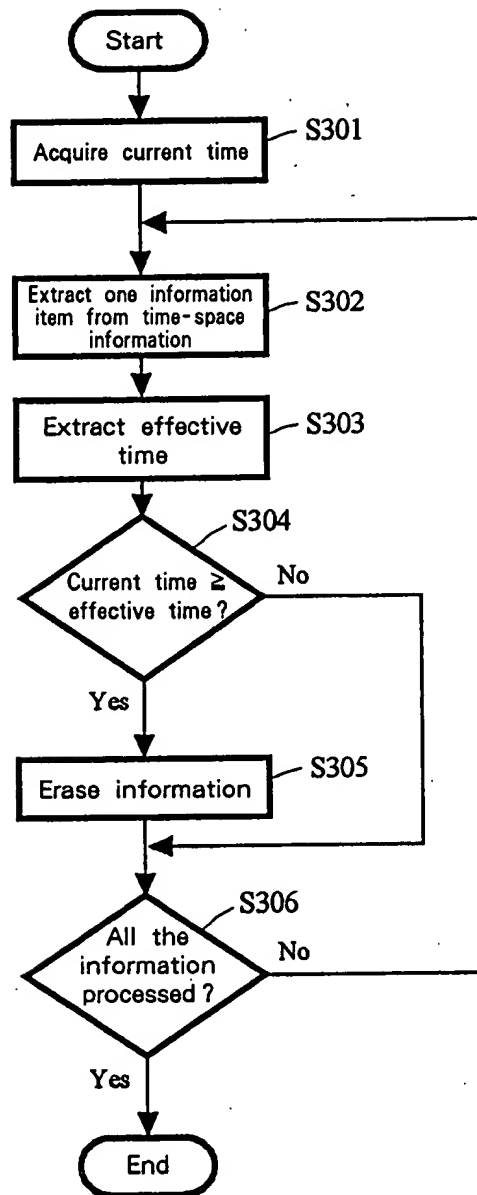 Start
Acquire current time
S301
Extract one information
item from time-space
information
S302
Extract effective
time
S303
S304
Current time ≧
effective time?
No
Yes
Erase information
S305
S306
All the
information
processed?
No
Yes
End